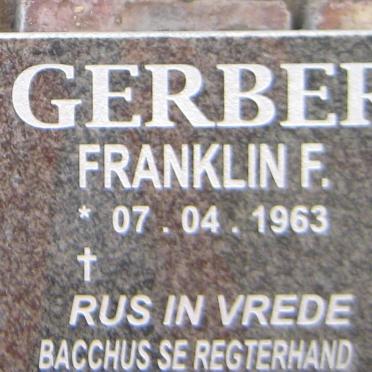 GERBER
FRANKLIN F.
* 07 . 04 . 1963
†
RUS IN VREDE
BACCHUS SE REGTERHAND